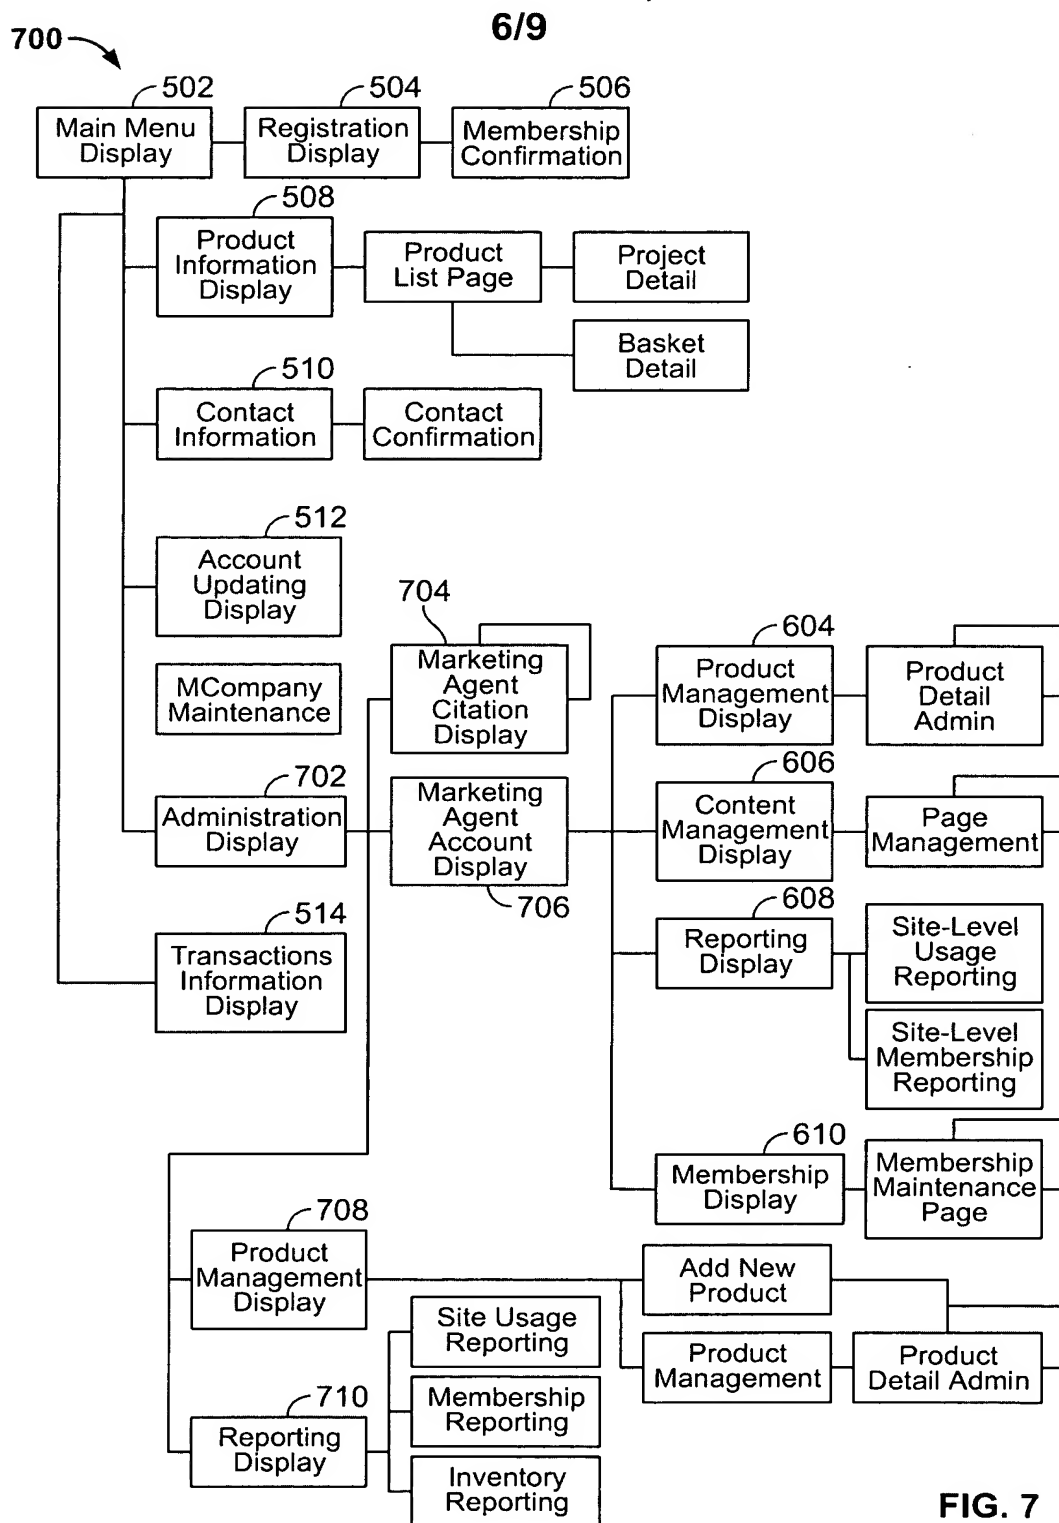 6/9
700
502
504
506
Main Menu
Display
Registration
Display
Membership
Confirmation
508
Product
Information
Display
Product
List Page
Project
Detail
Basket
Detail
510
Contact
Information
Contact
Confirmation
512
Account
Updating
Display
MCompany
Maintenance
702
Administration
Display
514
Transactions
Information
Display
704
Marketing
Agent
Citation
Display
Marketing
Agent
Account
Display
706
604
Product
Management
Display
Product
Detail
Admin
606
Content
Management
Display
Page
Management
608
Reporting
Display
Site-Level
Usage
Reporting
Site-Level
Membership
Reporting
610
Membership
Display
Membership
Maintenance
Page
708
Product
Management
Display
Add New
Product
Product
Management
Product
Detail Admin
710
Reporting
Display
Site Usage
Reporting
Membership
Reporting
Inventory
Reporting
FIG. 7